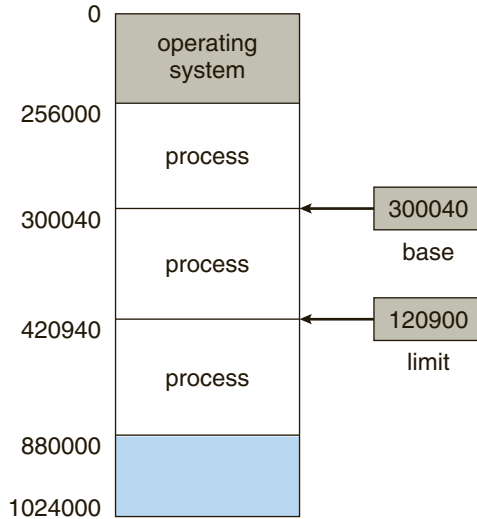 0
operating
system
256000
process
300040
300040
base
process
420940
120900
limit
process
880000
1024000